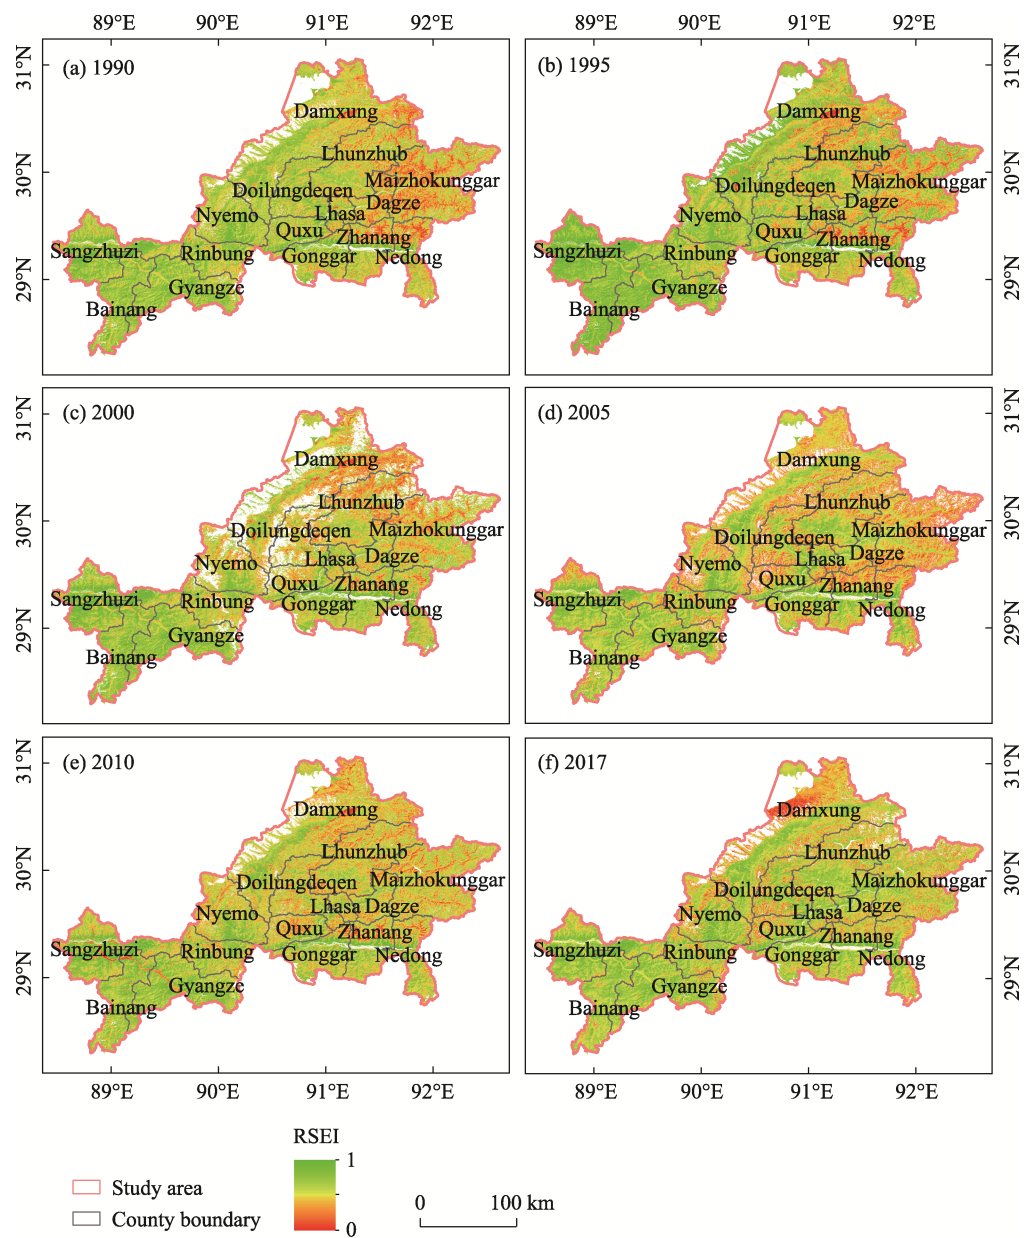 89°E 90°E 91°E 92°E 89°E 90°E 91°E 92°E
(a) 1990
31°N
30°N
29°N
Damxung
Lhunzhub
Maizhokunggar
Doilungdeqen
Dagze
Nyemo
Lhasa
Quxu
Zhanang
Sangzhuzi
Rinbung
Gonggar
Nedong
Gyangze
Bainang
(b) 1995
31°N
30°N
29°N
Damxung
Lhunzhub
Maizhokunggar
Doilungdeqen
Dagze
Nyemo
Lhasa
Quxu
Zhanang
Sangzhuzi
Rinbung
Gonggar
Nedong
Gyangze
Bainang
(c) 2000
31°N
30°N
29°N
Damxung
Lhunzhub
Doilungdeqen
Maizhokunggar
Nyemo
Lhasa
Dagze
Quxu
Zhanang
Sangzhuzi
Rinbung
Gonggar
Nedong
Gyangze
Bainang
(d) 2005
31°N
30°N
29°N
Damxung
Lhunzhub
Maizhokunggar
Doilungdeqen
Dagze
Nyemo
Lhasa
Quxu
Zhanang
Sangzhuzi
Rinbung
Gonggar
Nedong
Gyangze
Bainang
(e) 2010
31°N
30°N
29°N
Damxung
Lhunzhub
Doilungdeqen
Maizhokunggar
Nyemo
Lhasa
Dagze
Quxu
Zhanang
Sangzhuzi
Rinbung
Gonggar
Nedong
Gyangze
Bainang
(f) 2017
31°N
30°N
29°N
Damxung
Lhunzhub
Maizhokunggar
Doilungdeqen
Dagze
Nyemo
Lhasa
Quxu
Zhanang
Sangzhuzi
Rinbung
Gonggar
Nedong
Gyangze
Bainang
89°E 90°E 91°E 92°E 89°E 90°E 91°E 92°E
RSEI
1
0
Study area
County boundary
0 100 km